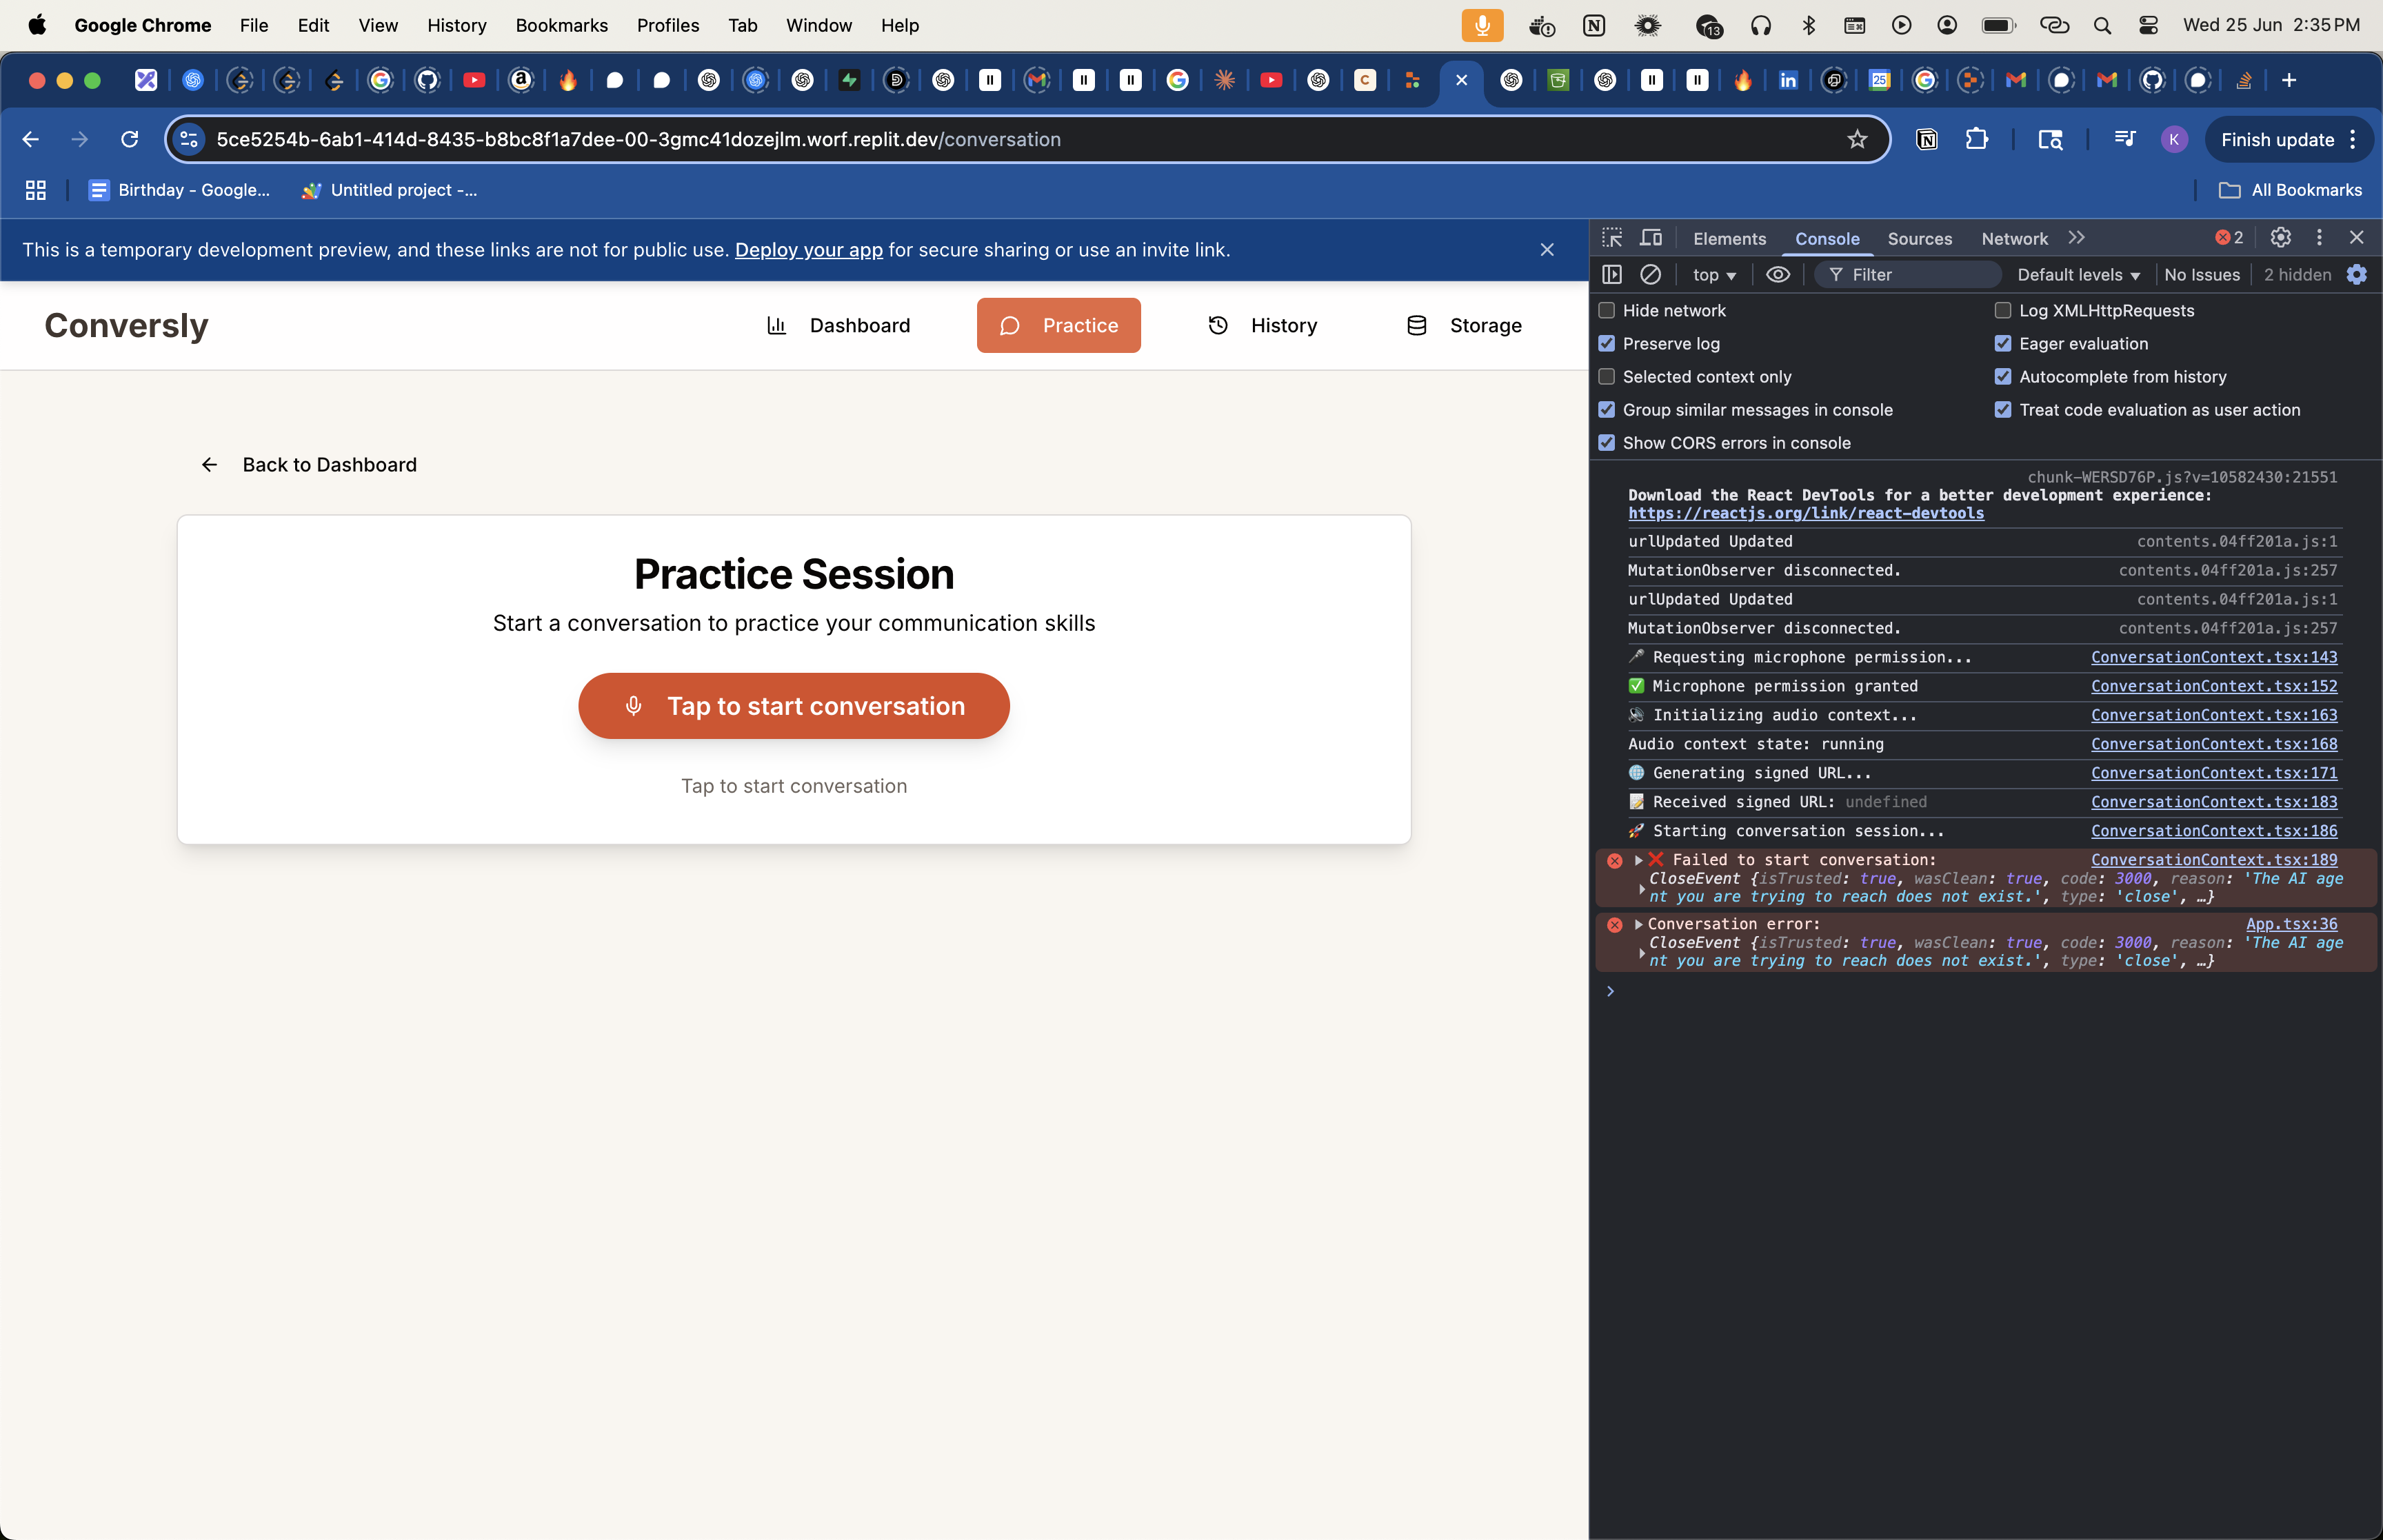 Google Chrome File Edit View History Bookmarks Profiles Tab Window Help 13 Wed 25 Jun 2:35 PM
5ce5254b-6ab1-414d-8435-b8bc8f1a7dee-00-3gmc41dozejlm.worf.replit.dev/conversation K Finish update
Birthday - Google... Untitled project -... All Bookmarks
This is a temporary development preview, and these links are not for public use. Deploy your app for secure sharing or use an invite link.
Conversly Dashboard Practice History Storage
Back to Dashboard
Practice Session
Start a conversation to practice your communication skills
Tap to start conversation
Tap to start conversation
Elements Console Sources Network 2
top Filter Default levels No Issues 2 hidden
Hide network Log XMLHttpRequests
Preserve log Eager evaluation
Selected context only Autocomplete from history
Group similar messages in console Treat code evaluation as user action
Show CORS errors in console
chunk-WERSD76P.js?v=10582430:21551
Download the React DevTools for a better development experience:
https://reactjs.org/link/react-devtools
urlUpdated Updated contents.04ff201a.js:1
MutationObserver disconnected. contents.04ff201a.js:257
urlUpdated Updated contents.04ff201a.js:1
MutationObserver disconnected. contents.04ff201a.js:257
🎤 Requesting microphone permission... ConversationContext.tsx:143
✅ Microphone permission granted ConversationContext.tsx:152
🔊 Initializing audio context... ConversationContext.tsx:163
Audio context state: running ConversationContext.tsx:168
🌐 Generating signed URL... ConversationContext.tsx:171
📝 Received signed URL: undefined ConversationContext.tsx:183
🚀 Starting conversation session... ConversationContext.tsx:186
❌ Failed to start conversation: ConversationContext.tsx:189
CloseEvent {isTrusted: true, wasClean: true, code: 3000, reason: 'The AI age
nt you are trying to reach does not exist.', type: 'close', …}
Conversation error: App.tsx:36
CloseEvent {isTrusted: true, wasClean: true, code: 3000, reason: 'The AI age
nt you are trying to reach does not exist.', type: 'close', …}